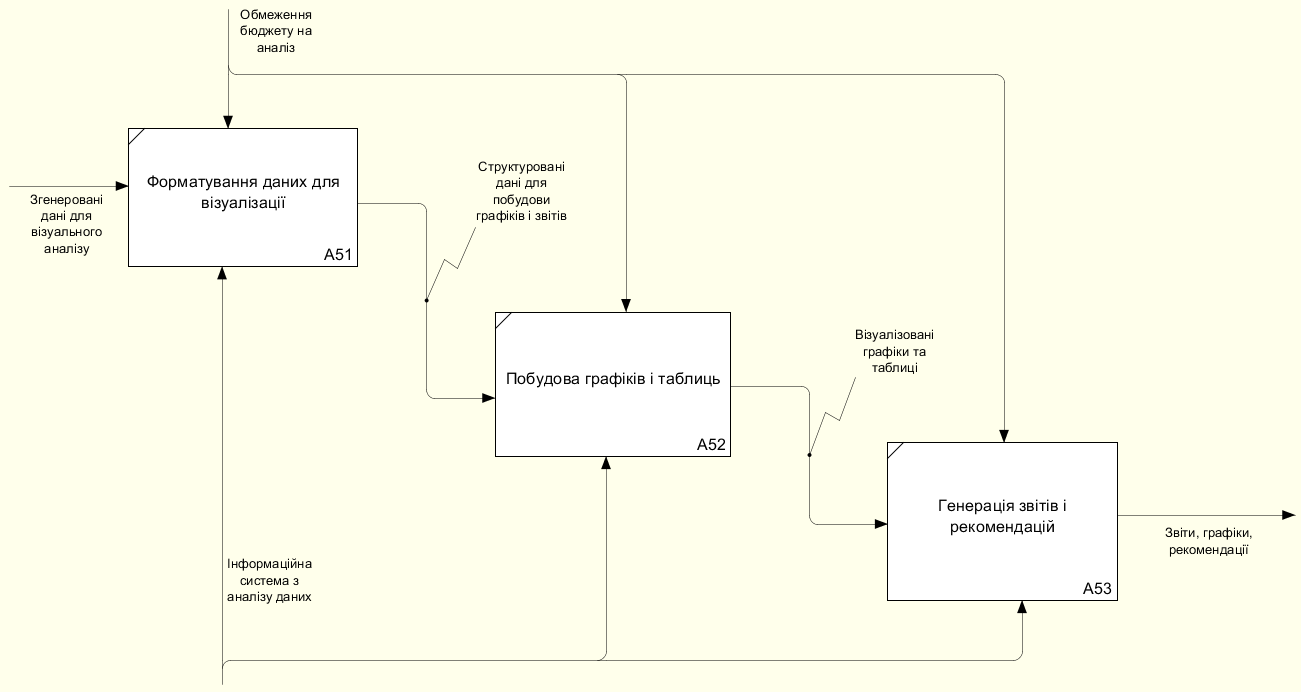 Обмеження
бюджету на
аналіз
Згенеровані
дані для
візуального
аналізу
Форматування даних для
візуалізації
A51
Структуровані
дані для
побудови
графіків і звітів
Побудова графіків і таблиць
A52
Візуалізовані
графіки та
таблиці
Генерація звітів і
рекомендацій
A53
Звіти, графіки,
рекомендації
Інформаційна
система з
аналізу даних